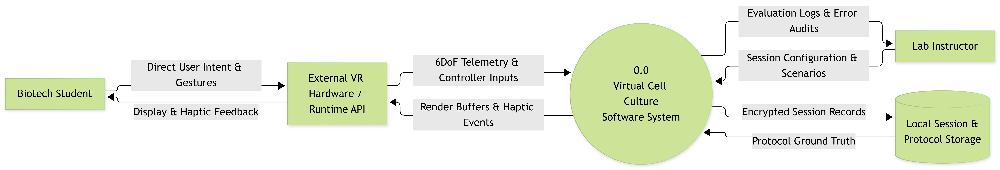 Biotech Student
Direct User Intent &
Gestures
Display & Haptic Feedback
External VR
Hardware /
Runtime API
6DoF Telemetry &
Controller Inputs
Render Buffers & Haptic
Events
0.0
Virtual Cell
Culture
Software System
Evaluation Logs & Error
Audits
Session Configuration &
Scenarios
Encrypted Session Records
Protocol Ground Truth
Lab Instructor
Local Session &
Protocol Storage